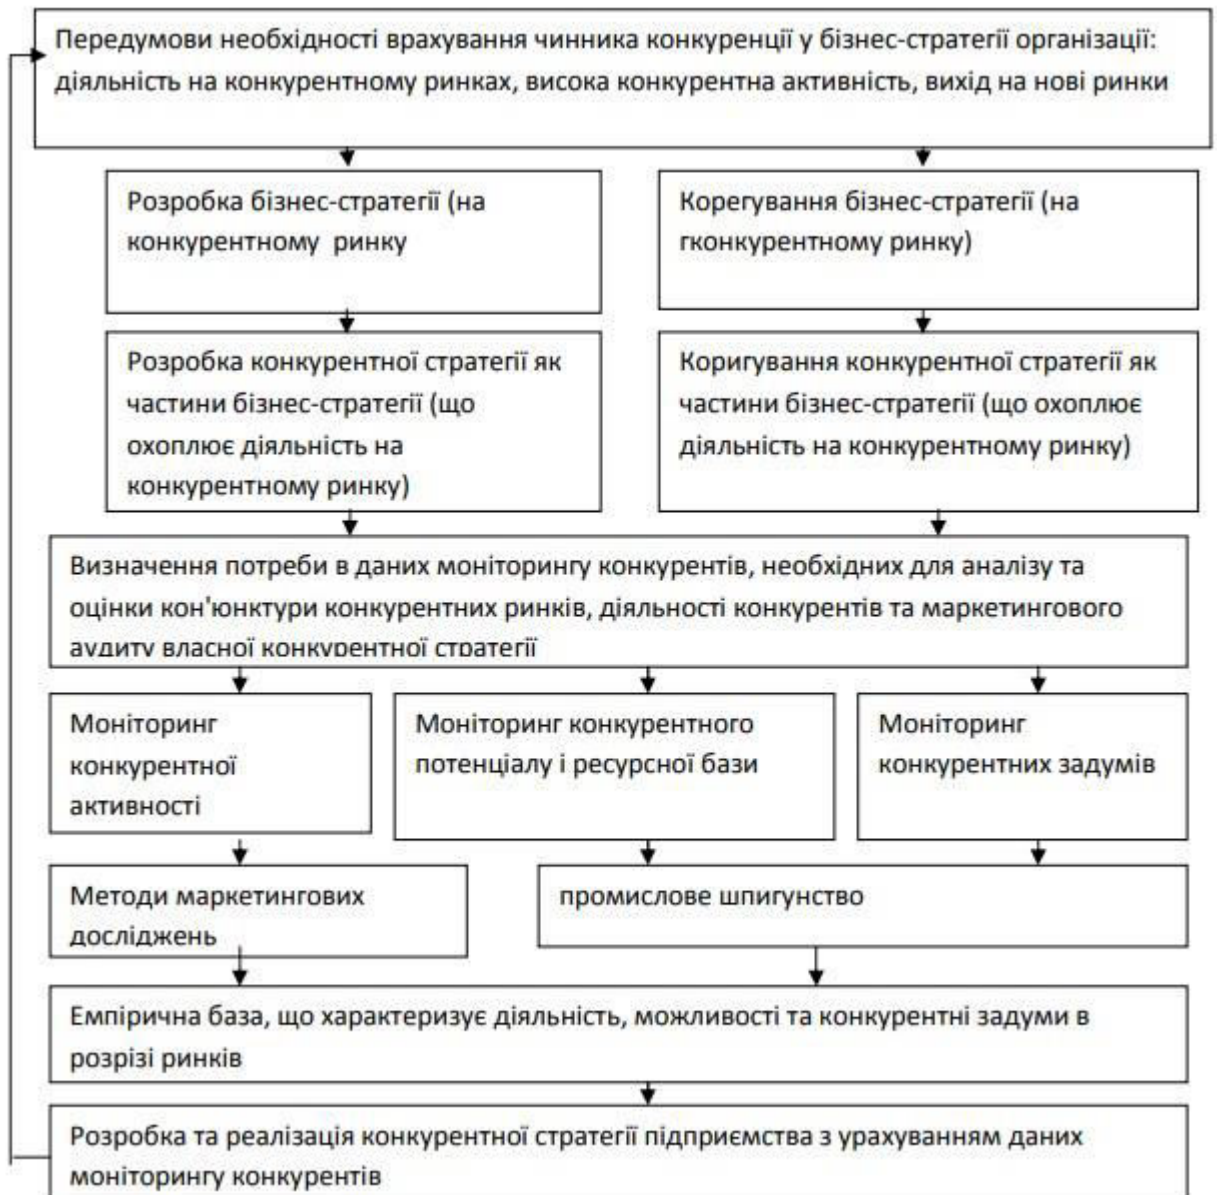 Передумови необхідності врахування чинника конкуренції у бізнес-стратегії організації:
діяльність на конкурентному ринках, висока конкурентна активність, вихід на нові ринки
Розробка бізнес-стратегії (на
конкурентному ринку
Корегування бізнес-стратегії (на
гконкурентному ринку)
Розробка конкурентної стратегії як
частини бізнес-стратегії (що
охоплює діяльність на
конкурентному ринку)
Коригування конкурентної стратегії як
частини бізнес-стратегії (що охоплює
діяльність на конкурентному ринку)
Визначення потреби в даних моніторингу конкурентів, необхідних для аналізу та
оцінки кон'юнктури конкурентних ринків, діяльності конкурентів та маркетингового
аудиту власної конкурентної стратегії
Моніторинг
конкурентної
активності
Моніторинг конкурентного
потенціалу і ресурсної бази
Моніторинг
конкурентних задумів
Методи маркетингових
досліджень
промислове шпигунство
Емпірична база, що характеризує діяльність, можливості та конкурентні задуми в
розрізі ринків
Розробка та реалізація конкурентної стратегії підприємства з урахуванням даних
моніторингу конкурентів